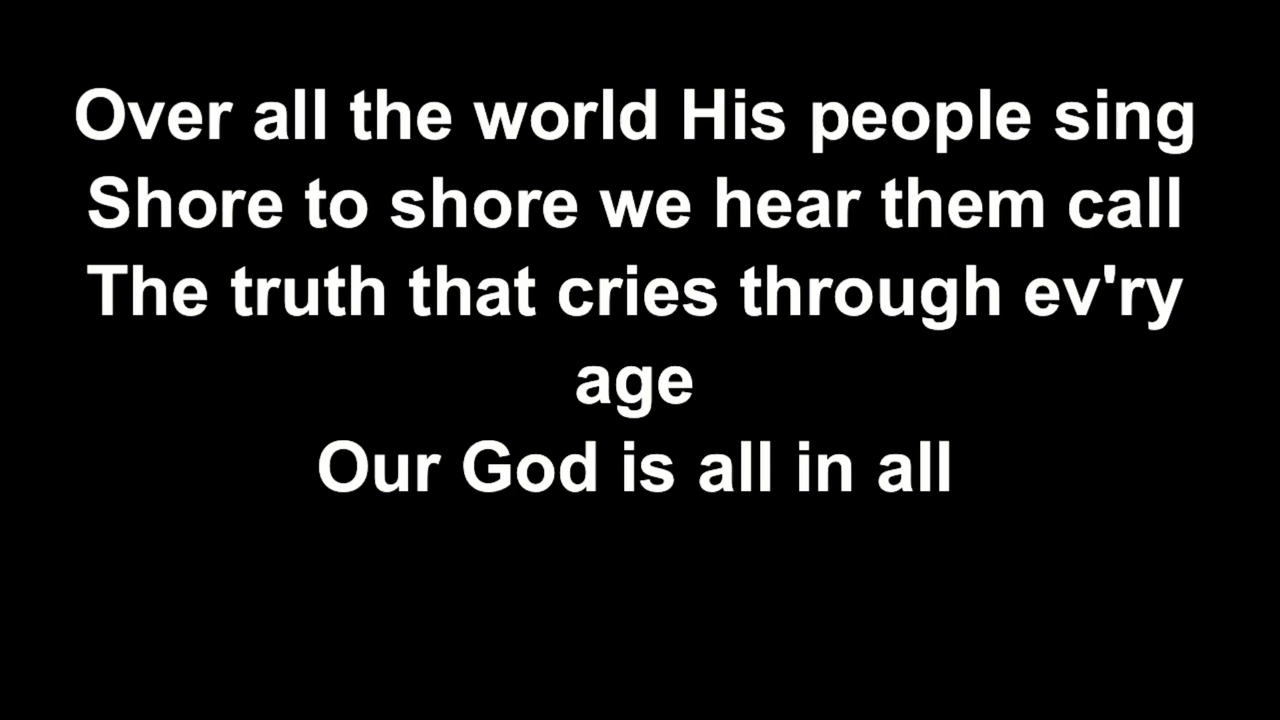 Over all the world His people sing
Shore to shore we hear them call
The truth that cries through ev'ry
age
Our God is all in all